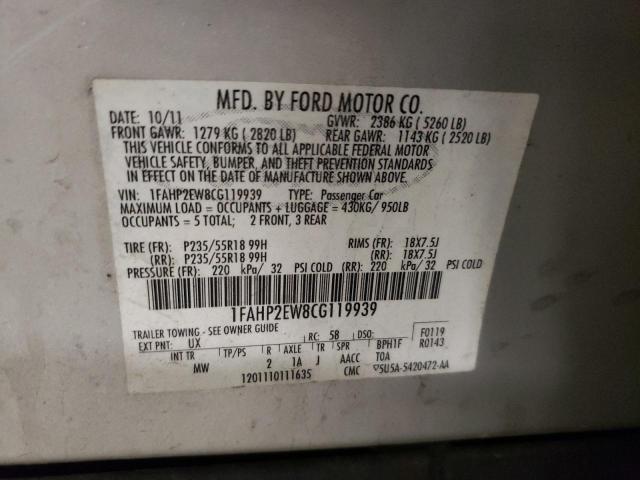 MFD. BY FORD MOTOR CO.
DATE: 10/11 GVWR: 2386 KG ( 5260 LB)
FRONT GAWR: 1279 KG ( 2820 LB) REAR GAWR: 1143 KG ( 2520 LB)
THIS VEHICLE CONFORMS TO ALL APPLICABLE FEDERAL MOTOR
VEHICLE SAFETY, BUMPER, AND THEFT PREVENTION STANDARDS
IN EFFECT ON THE DATE OF MANUFACTURE SHOWN ABOVE.
VIN: 1FAHP2EW8CG119939 TYPE: Passenger Car
MAXIMUM LOAD = OCCUPANTS + LUGGAGE = 430KG/ 950LB
OCCUPANTS = 5 TOTAL; 2 FRONT, 3 REAR
TIRE (FR): P235/55R18 99H RIMS (FR): 18X7.5J
(RR): P235/55R18 99H (RR): 18X7.5J
PRESSURE (FR): 220 kPa/ 32 PSI COLD (RR): 220 kPa/ 32 PSI COLD
1FAHP2EW8CG119939
TRAILER TOWING - SEE OWNER GUIDE RC: 5B DSO: F0119
EXT PNT: UX R0143
INT TR TP/PS R AXLE TR SPR BPH1F
MW 2 1A J AACC TOA
1201110111635 CMC ▽5U5A-5420472-AA